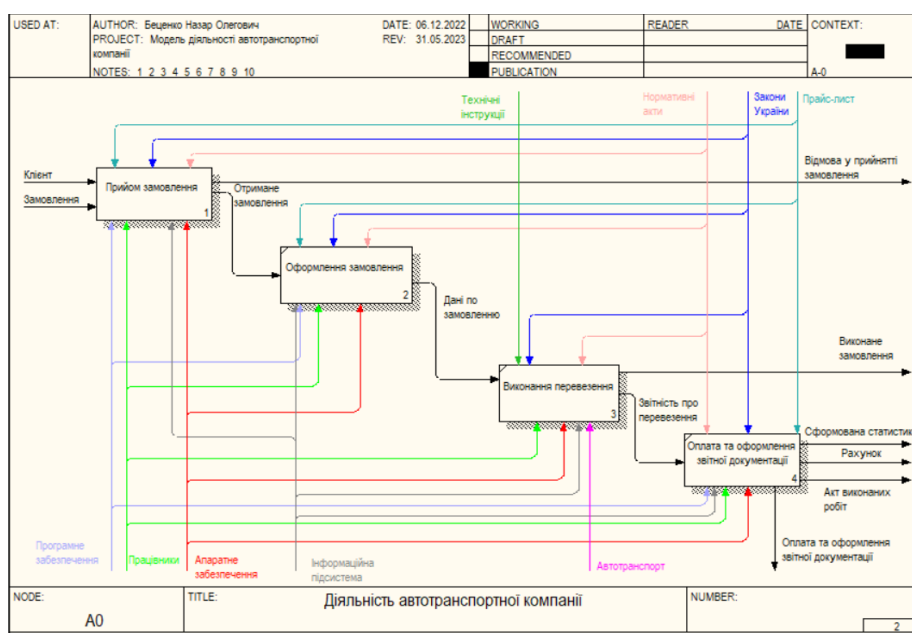 USED AT:
AUTHOR: Беценко Назар Олегович
DATE: 06.12.2022
WORKING
READER
DATE
CONTEXT:
PROJECT: Модель діяльності автотранспортної
REV: 31.05.2023
DRAFT
компанії
RECOMMENDED
NOTES: 1 2 3 4 5 6 7 8 9 10
PUBLICATION
A-0
Технічні
інструкції
Нормативні
акти
Закони
України
Прайс-лист
Клієнт
Замовлення
Прийом замовлення
1
Отримане
замовлення
Відмова у прийнятті
замовлення
Оформлення замовлення
2
Дані по
замовленню
Виконане
замовлення
Виконання перевезення
3
Звітність про
перевезення
Оплата та оформлення
звітної документації
4
Сформована статистик
Рахунок
Акт виконаних
робіт
Оплата та оформлення
звітної документації
Програмне
забезпечення
Працівники
Апаратне
забезпечення
Інформаційна
підсистема
Автотранспорт
NODE:
A0
TITLE:
Діяльність автотранспортної компанії
NUMBER:
2